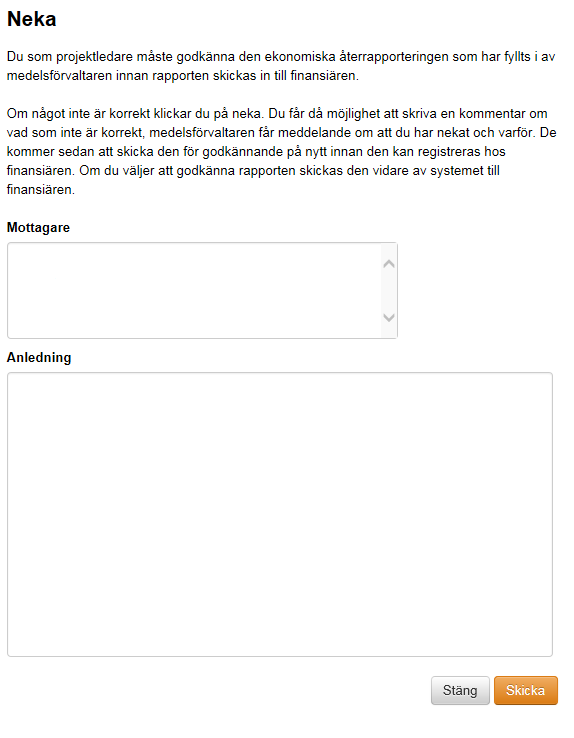 Neka
Du som projektledare måste godkänna den ekonomiska återrapporteringen som har fyllts i av
medelsförvaltaren innan rapporten skickas in till finansiären.
Om något inte är korrekt klickar du på neka. Du får då möjlighet att skriva en kommentar om
vad som inte är korrekt, medelsförvaltaren får meddelande om att du har nekat och varför. De
kommer sedan att skicka den för godkännande på nytt innan den kan registreras hos
finansiären. Om du väljer att godkänna rapporten skickas den vidare av systemet till
finansiären.
Mottagare
Anledning
Stäng
Skicka